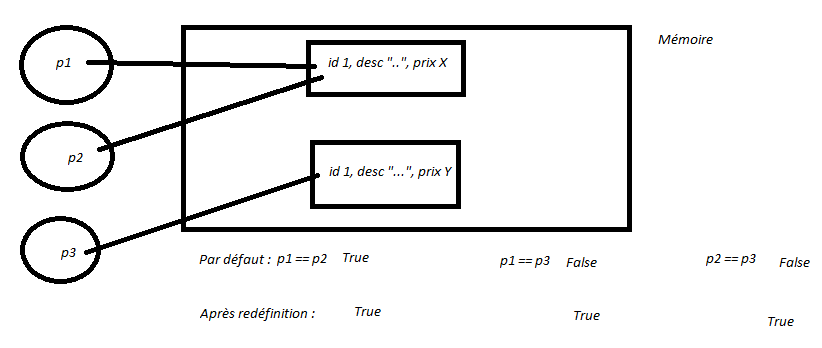 Mémoire
p1
id 1, desc "..", prix X
p2
id 1, desc "...", prix Y
p3
Par défaut : p1 == p2 True p1 == p3 False p2 == p3 False
Après redéfinition : True True True